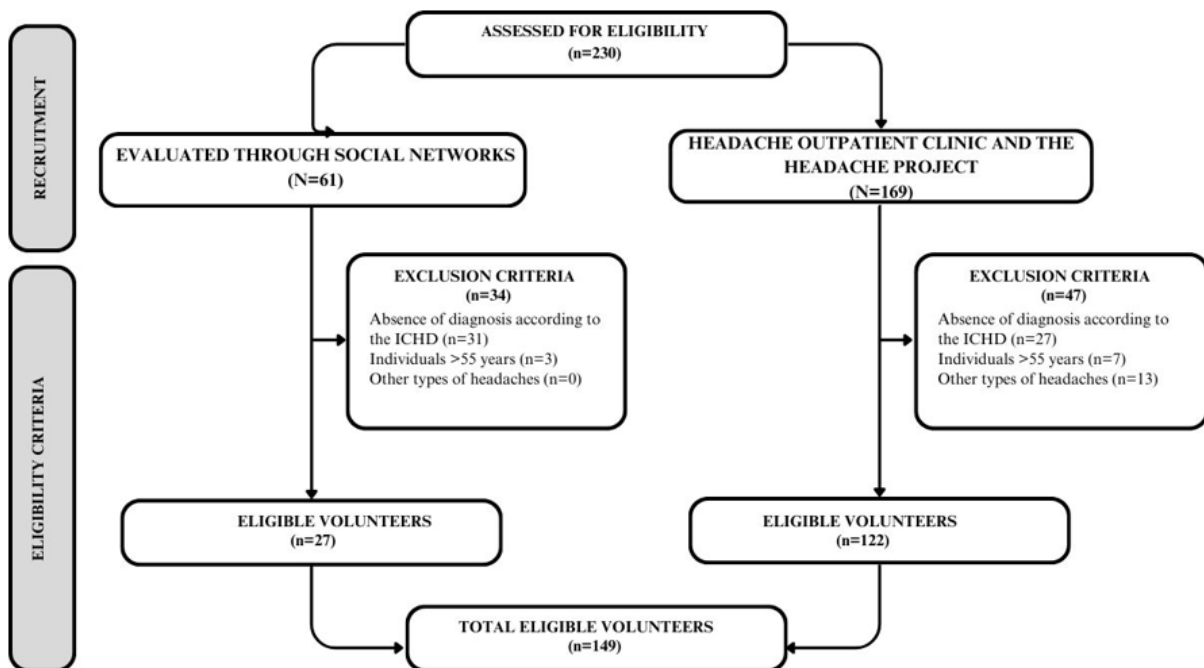 RECRUITMENT
ASSESSED FOR ELIGIBILITY
(n=230)
EVALUATED THROUGH SOCIAL NETWORKS
(N=61)
HEADACHE OUTPATIENT CLINIC AND THE
HEADACHE PROJECT
(N=169)
ELIGIBILITY CRITERIA
EXCLUSION CRITERIA
(n=34)
Absence of diagnosis according to
the ICHD (n=31)
Individuals >55 years (n=3)
Other types of headaches (n=0)
EXCLUSION CRITERIA
(n=47)
Absence of diagnosis according to
the ICHD (n=27)
Individuals >55 years (n=7)
Other types of headaches (n=13)
ELIGIBLE VOLUNTEERS
(n=27)
ELIGIBLE VOLUNTEERS
(n=122)
TOTAL ELIGIBLE VOLUNTEERS
(n=149)